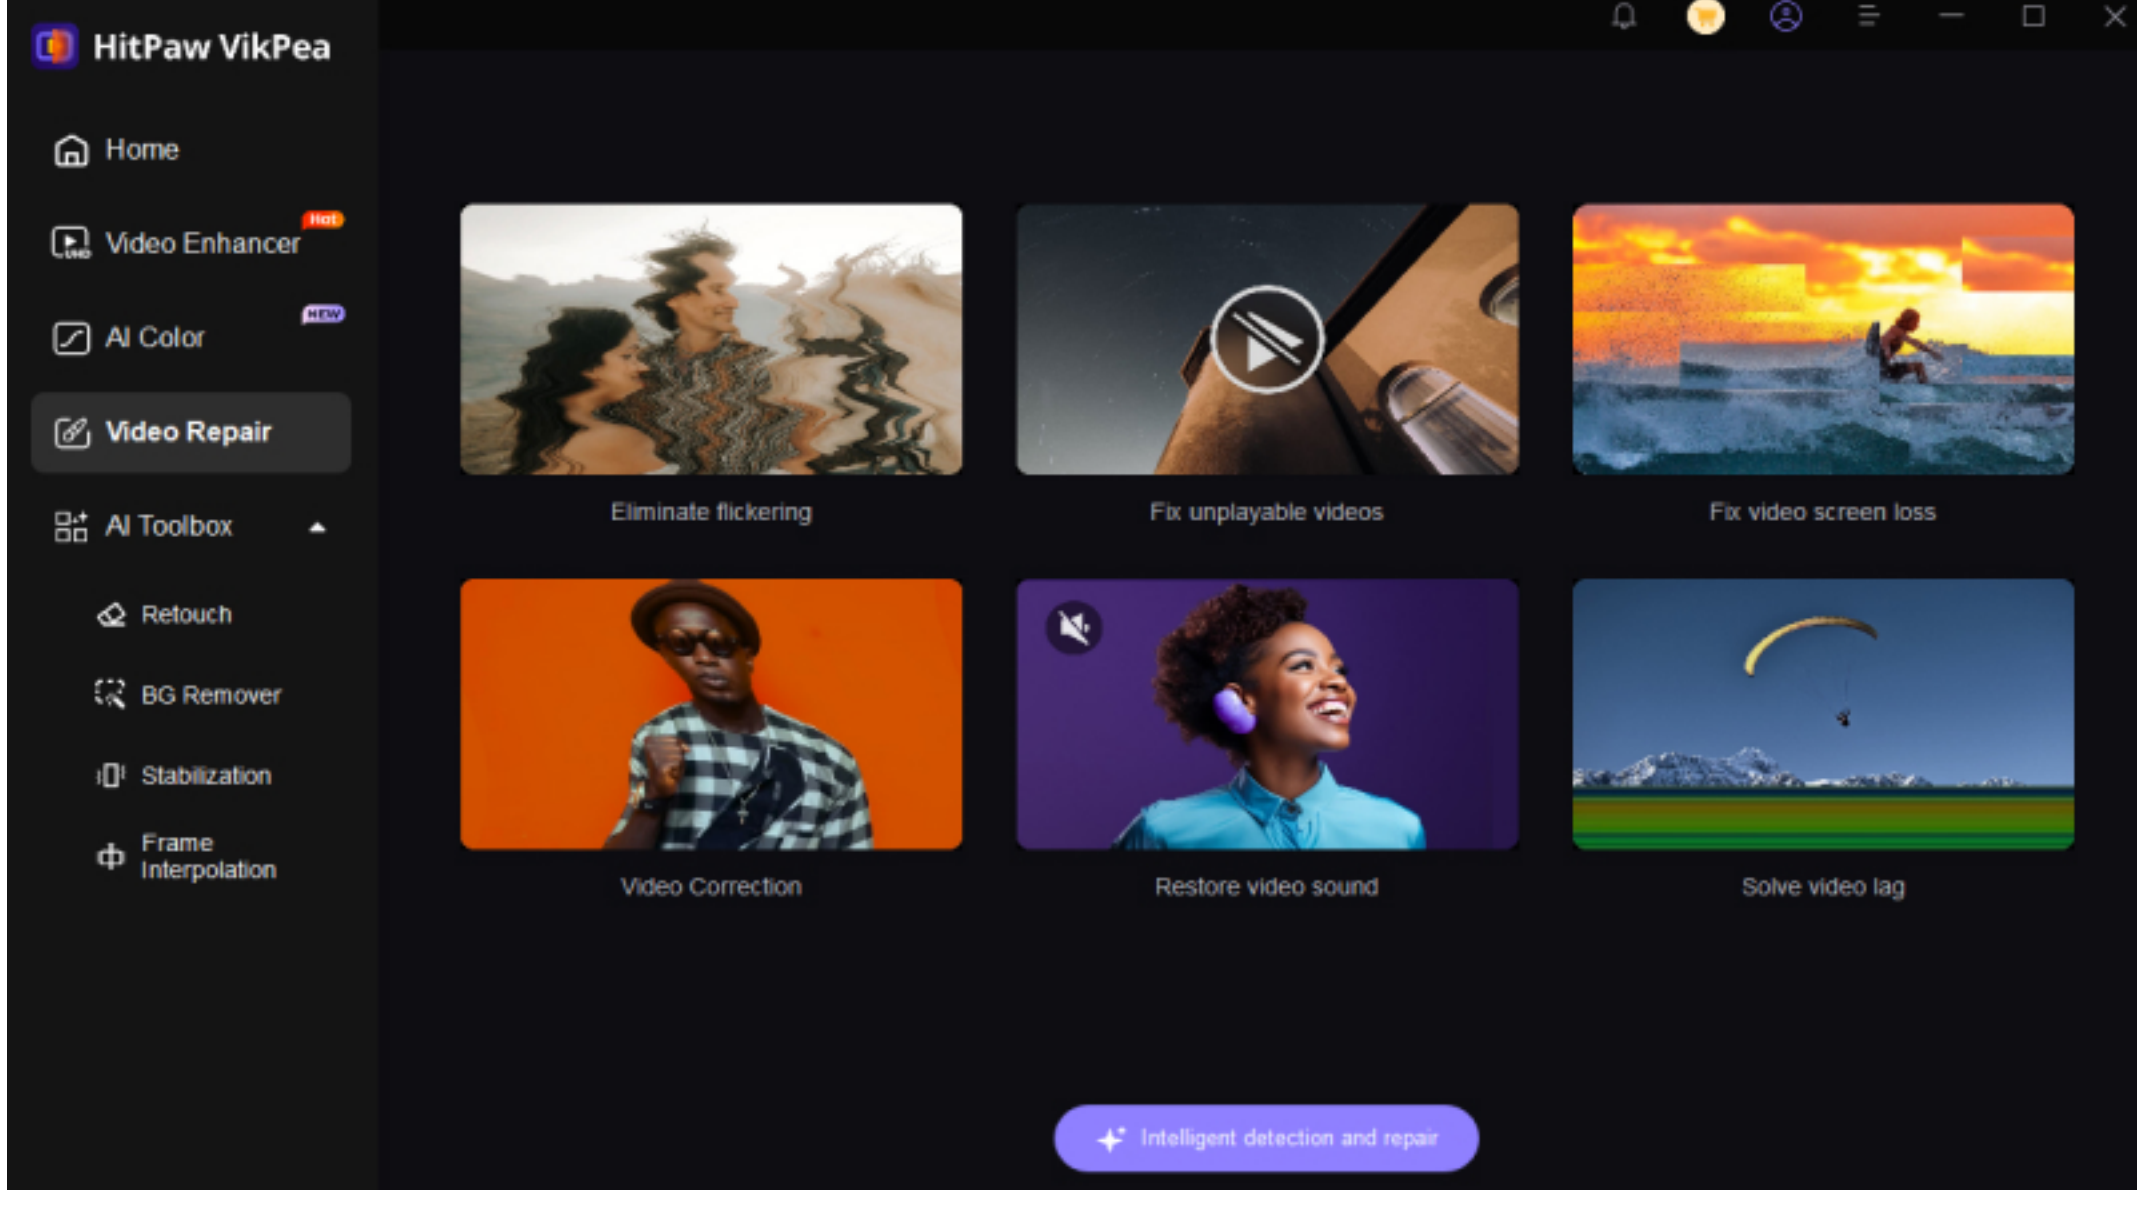 HitPaw VikPea
Home
Video Enhancer
Hot
AI Color
NEW
Video Repair
AI Toolbox
Retouch
BG Remover
Stabilization
Frame
Interpolation
Eliminate flickering
Fix unplayable videos
Fix video screen loss
Video Correction
Restore video sound
Solve video lag
Intelligent detection and repair